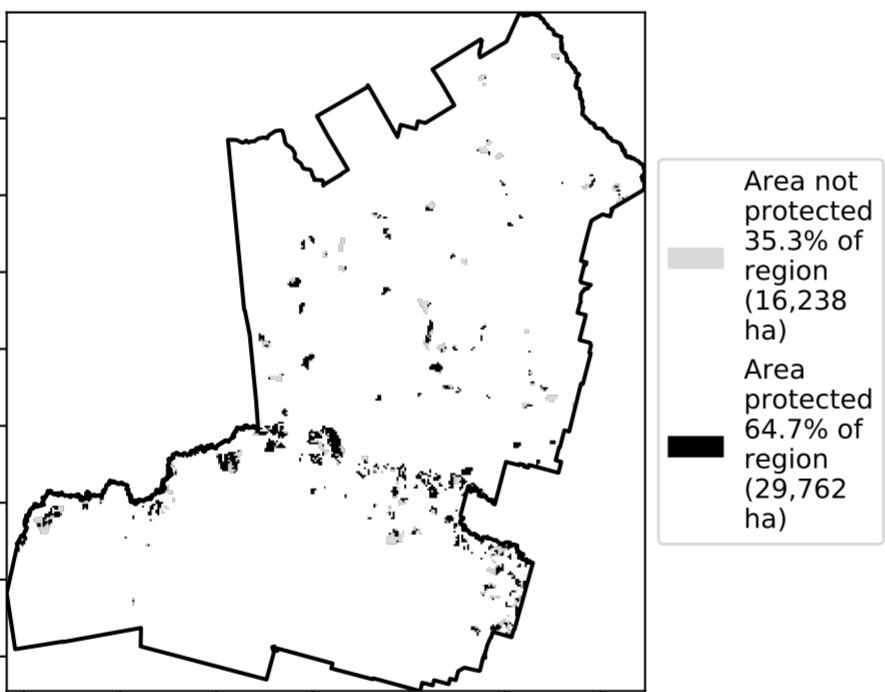 Area not
protected
35.3% of
region
(16,238
ha)
Area
protected
64.7% of
region
(29,762
ha)